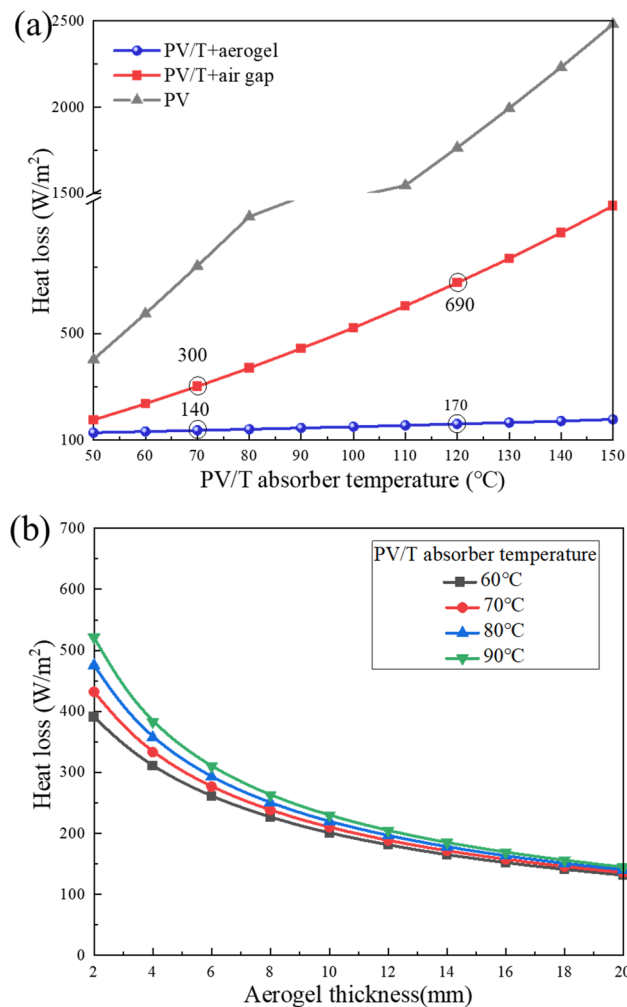 (a)
Heat loss (W/m²)
2500
2000
1500
500
100
PV/T+aerogel
PV/T+air gap
PV
300
140
690
170
50 60 70 80 90 100 110 120 130 140 150
PV/T absorber temperature (℃)
(b)
Heat loss (W/m²)
700
600
500
400
300
200
100
0
PV/T absorber temperature
60℃
70℃
80℃
90℃
2 4 6 8 10 12 14 16 18 20
Aerogel thickness(mm)